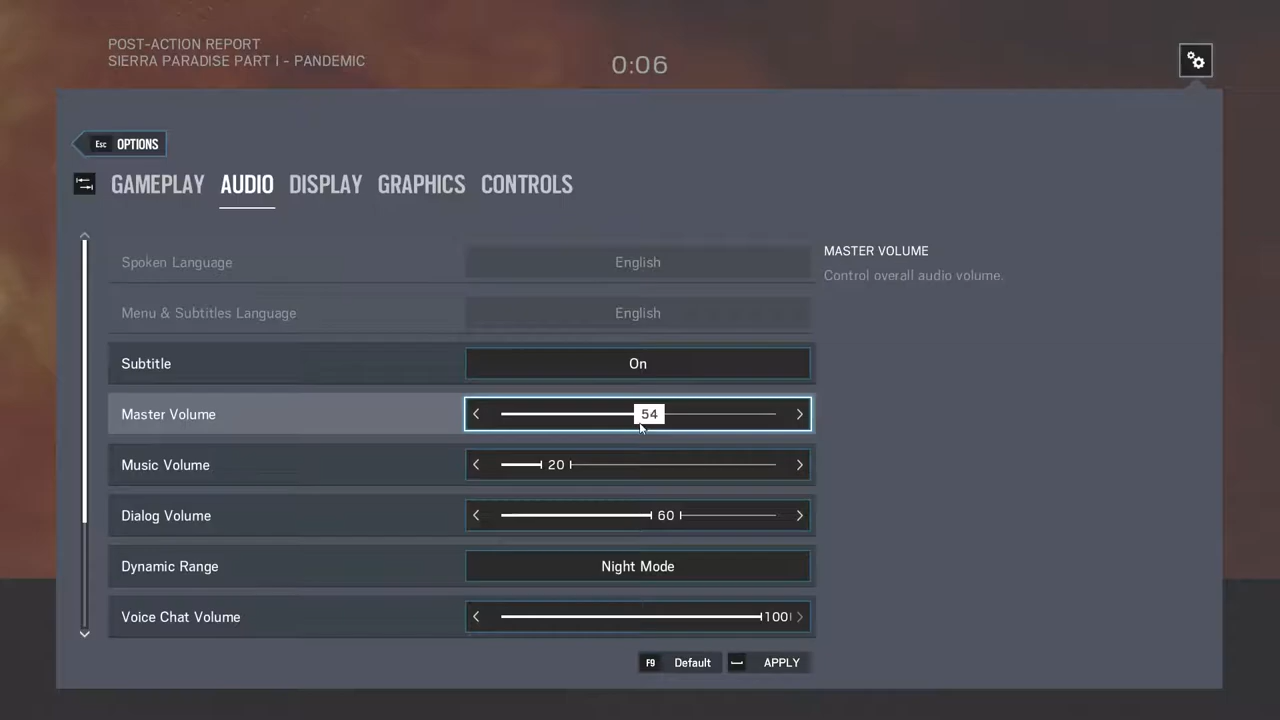 POST-ACTION REPORT
SIERRA PARADISE PART I - PANDEMIC
0:06
Esc OPTIONS
GAMEPLAY AUDIO DISPLAY GRAPHICS CONTROLS
Spoken Language English
MASTER VOLUME
Control overall audio volume.
Menu & Subtitles Language English
Subtitle On
Master Volume 54
Music Volume 20
Dialog Volume 60
Dynamic Range Night Mode
Voice Chat Volume 100
F9 Default APPLY